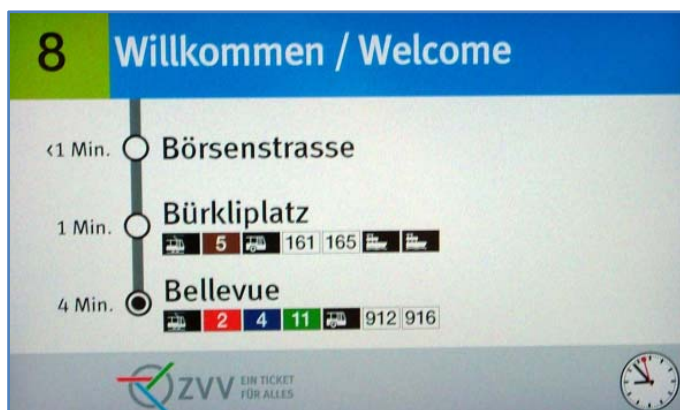 8 Willkommen / Welcome
<1 Min. Börsenstrasse
1 Min. Bürkliplatz
5 161 165
4 Min. Bellevue
2 4 11 912 916
ZVV EIN TICKET
FÜR ALLES